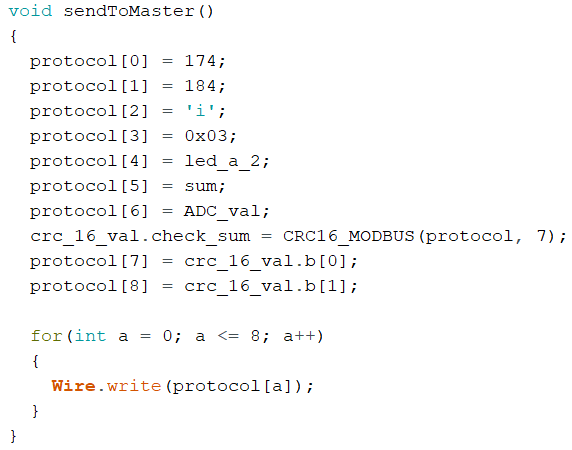 void sendToMaster()
{
  protocol[0] = 174;
  protocol[1] = 184;
  protocol[2] = 'i';
  protocol[3] = 0x03;
  protocol[4] = led_a_2;
  protocol[5] = sum;
  protocol[6] = ADC_val;
  crc_16_val.check_sum = CRC16_MODBUS(protocol, 7);
  protocol[7] = crc_16_val.b[0];
  protocol[8] = crc_16_val.b[1];

  for(int a = 0; a <= 8; a++)
  {
    Wire.write(protocol[a]);
  }
}